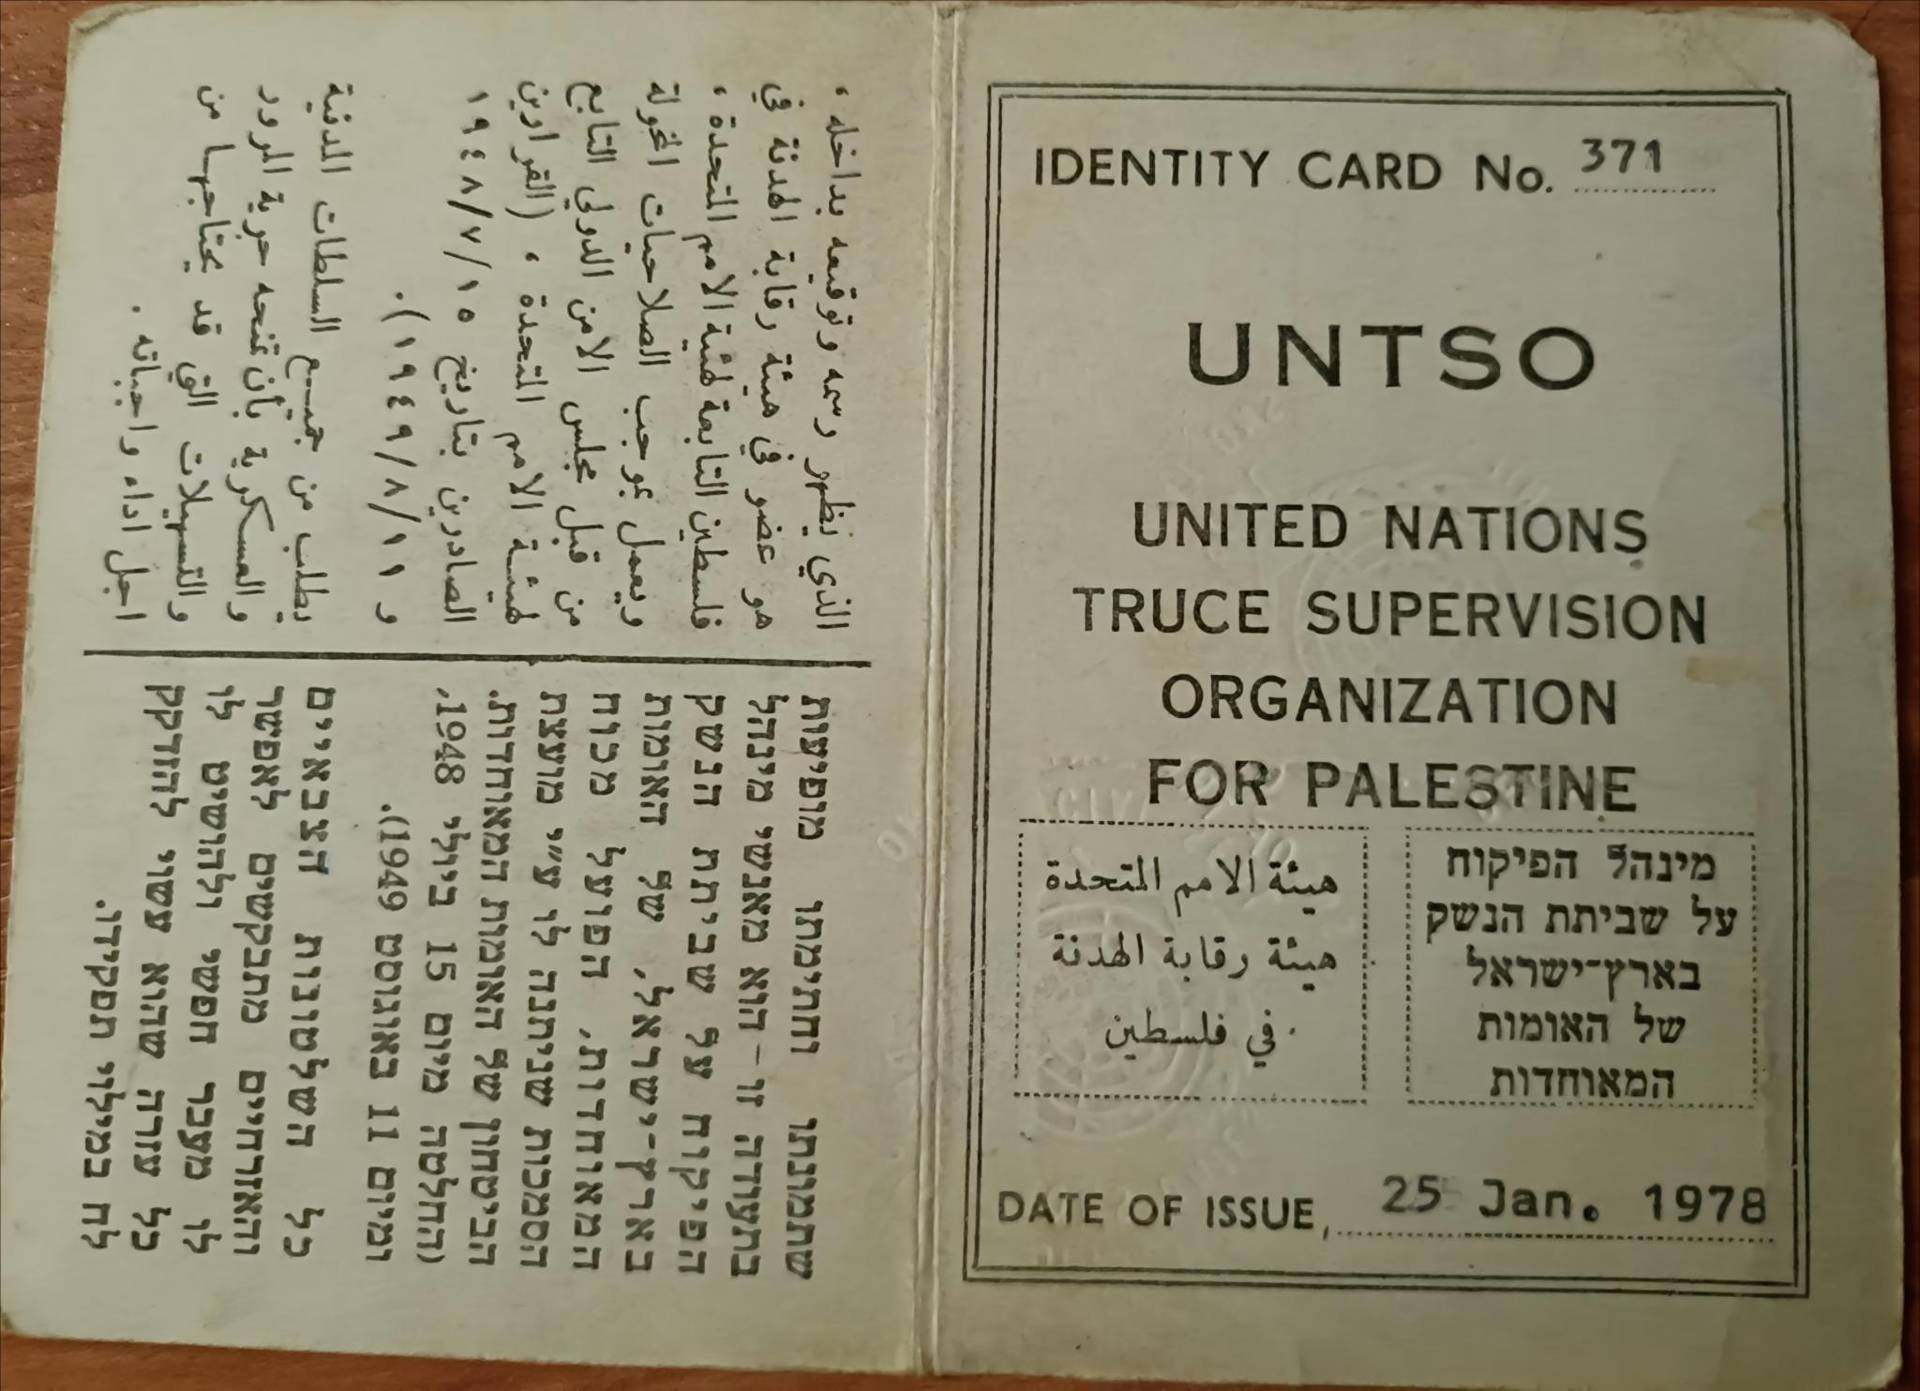 IDENTITY CARD No. 371
UNTSO
UNITED NATIONS
TRUCE SUPERVISION
ORGANIZATION
FOR PALESTINE
هيئة الامم المتحدة
هيئة رقابة الهدنة
في فلسطين
מינהל הפיקוח
על שביתת הנשק
בארץ־ישראל
של האומות
המאוחדות
DATE OF ISSUE, 25 Jan. 1978
الذي يظهر رسمه وتوقيعه بداخله ،
هو عضو في هيئة رقابة الهدنة في
فلسطين التابعة لهيئة الامم المتحدة ،
ويعمل بموجب الصلاحيات المخولة
من قبل مجلس الامن الدولي التابع
لهيئة الامم المتحدة ، (القرارين
الصادرين بتاريخ ١٥/٧/١٩٤٨
و ١١/٨/١٩٤٩).
يطلب من جميع السلطات المدنية
والعسكرية بأن تمنحه حرية المرور
والتسهيلات التي قد يحتاجها من
اجل اداء واجباته .
שתמונתו וחתימתו מופיעות
בתעודה זו־הוא מאנשי מינהל
הפיקוח על שביתת הנשק
בארץ־ישראל, של האומות
המאוחדות. הפועל מכוח
הסמכות שניתנה לו ע״י מועצת
הביטחון של האומות המאוחדות.
(החלטה מיום 15 ביולי 1948,
ומיום 11 באוגוסט 1949).
כל השלטונות הצבאיים
והאזרחיים מתבקשים לאפשר
לו מעבר חפשי ולהושיט לו
כל עזרה שהוא עשוי להזדקק
לה במילוי תפקידו.